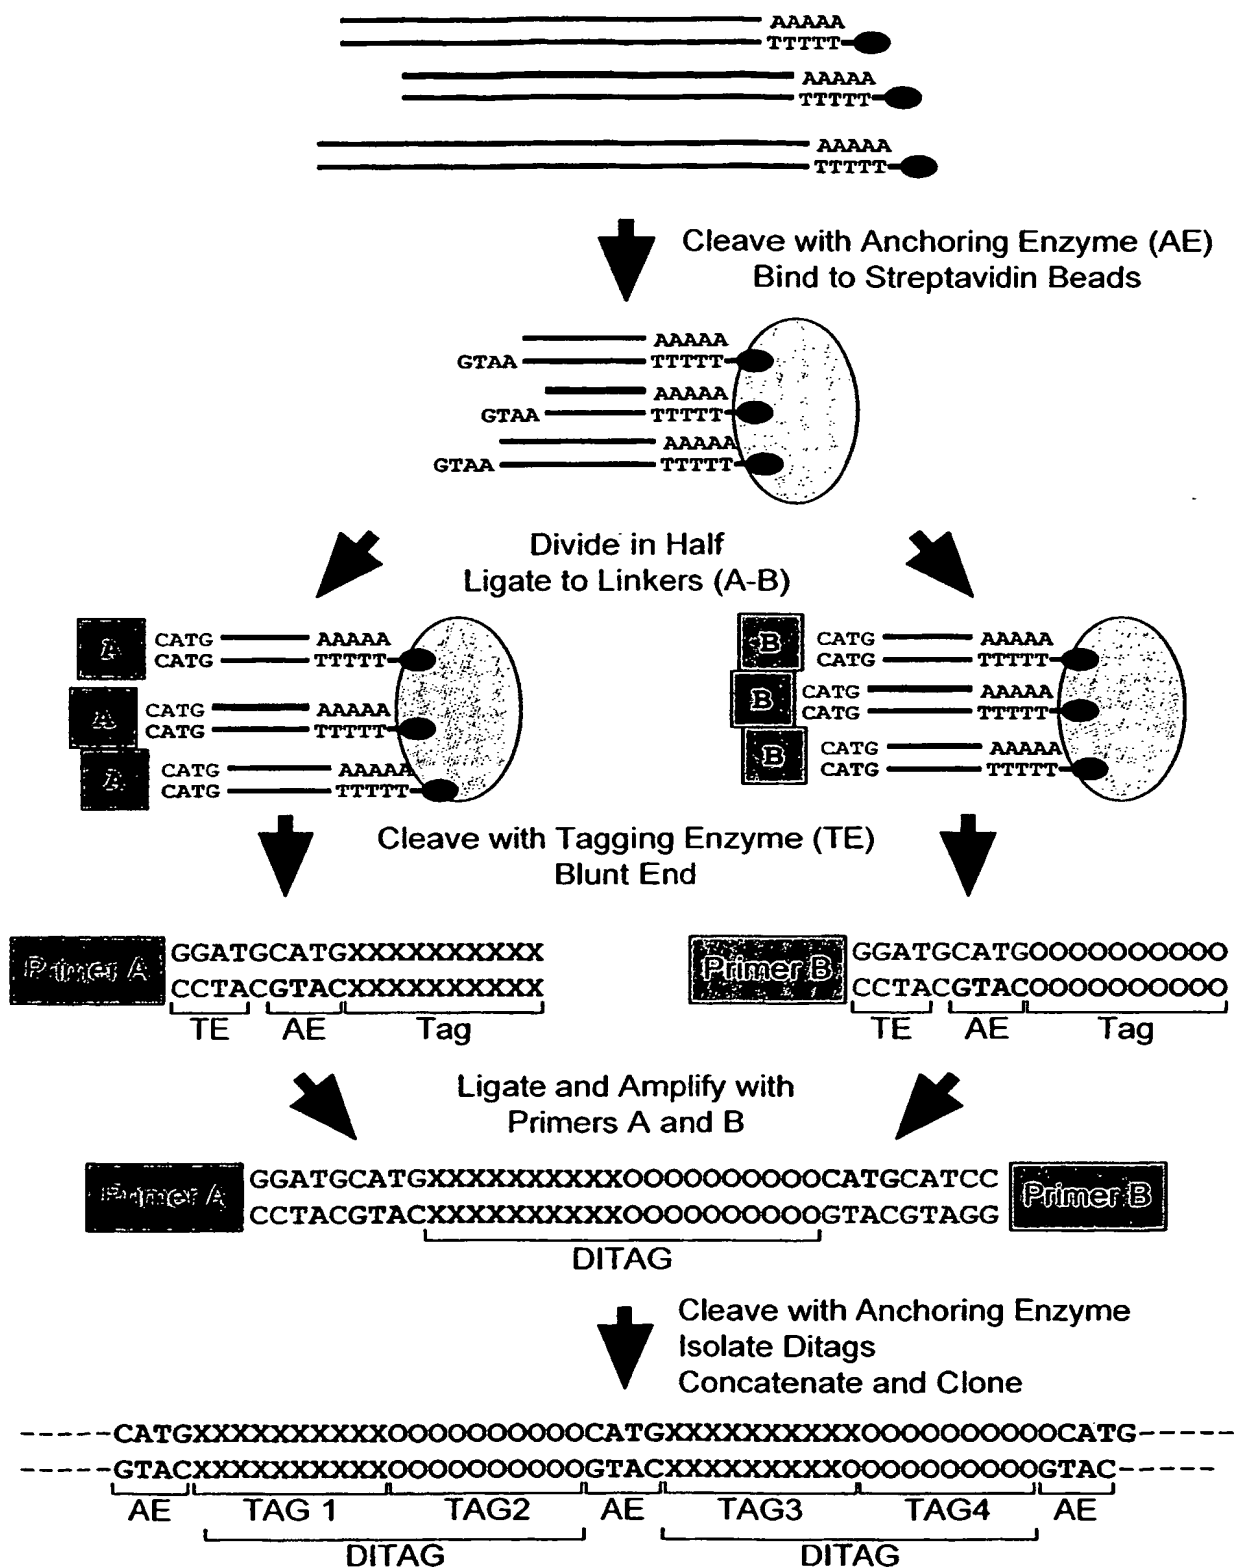 AAAAA
TTTTT
AAAAA
TTTTT
AAAAA
TTTTT
Cleave with Anchoring Enzyme (AE)
Bind to Streptavidin Beads
AAAAA
GTAA TTTTT
AAAAA
GTAA TTTTT
AAAAA
GTAA TTTTT
Divide in Half
Ligate to Linkers (A-B)
A CATG AAAAA
CATG TTTTT
A CATG AAAAA
CATG TTTTT
A CATG AAAAA
CATG TTTTT
B CATG AAAAA
CATG TTTTT
B CATG AAAAA
CATG TTTTT
B CATG AAAAA
CATG TTTTT
Cleave with Tagging Enzyme (TE)
Blunt End
Primer A
GGATGCATGXXXXXXXXXX
CCTACGTACXXXXXXXXXX
TE AE Tag
Primer B
GGATGCATGOOOOOOOOOO
CCTACGTACOOOOOOOOOO
TE AE Tag
Ligate and Amplify with
Primers A and B
Primer A
GGATGCATGXXXXXXXXXXOOOOOOOOOOCATGCATCC
CCTACGTACXXXXXXXXXXOOOOOOOOOOGTACGTAGG
Primer B
DITAG
Cleave with Anchoring Enzyme
Isolate Ditags
Concatenate and Clone
-----CATGXXXXXXXXXXOOOOOOOOOOCATGXXXXXXXXXXOOOOOOOOOOCATG-----
-----GTACXXXXXXXXXXOOOOOOOOOOGTACXXXXXXXXXOOOOOOOOOOGTAC-----
AE TAG 1 TAG2 AE TAG3 TAG4 AE
DITAG DITAG